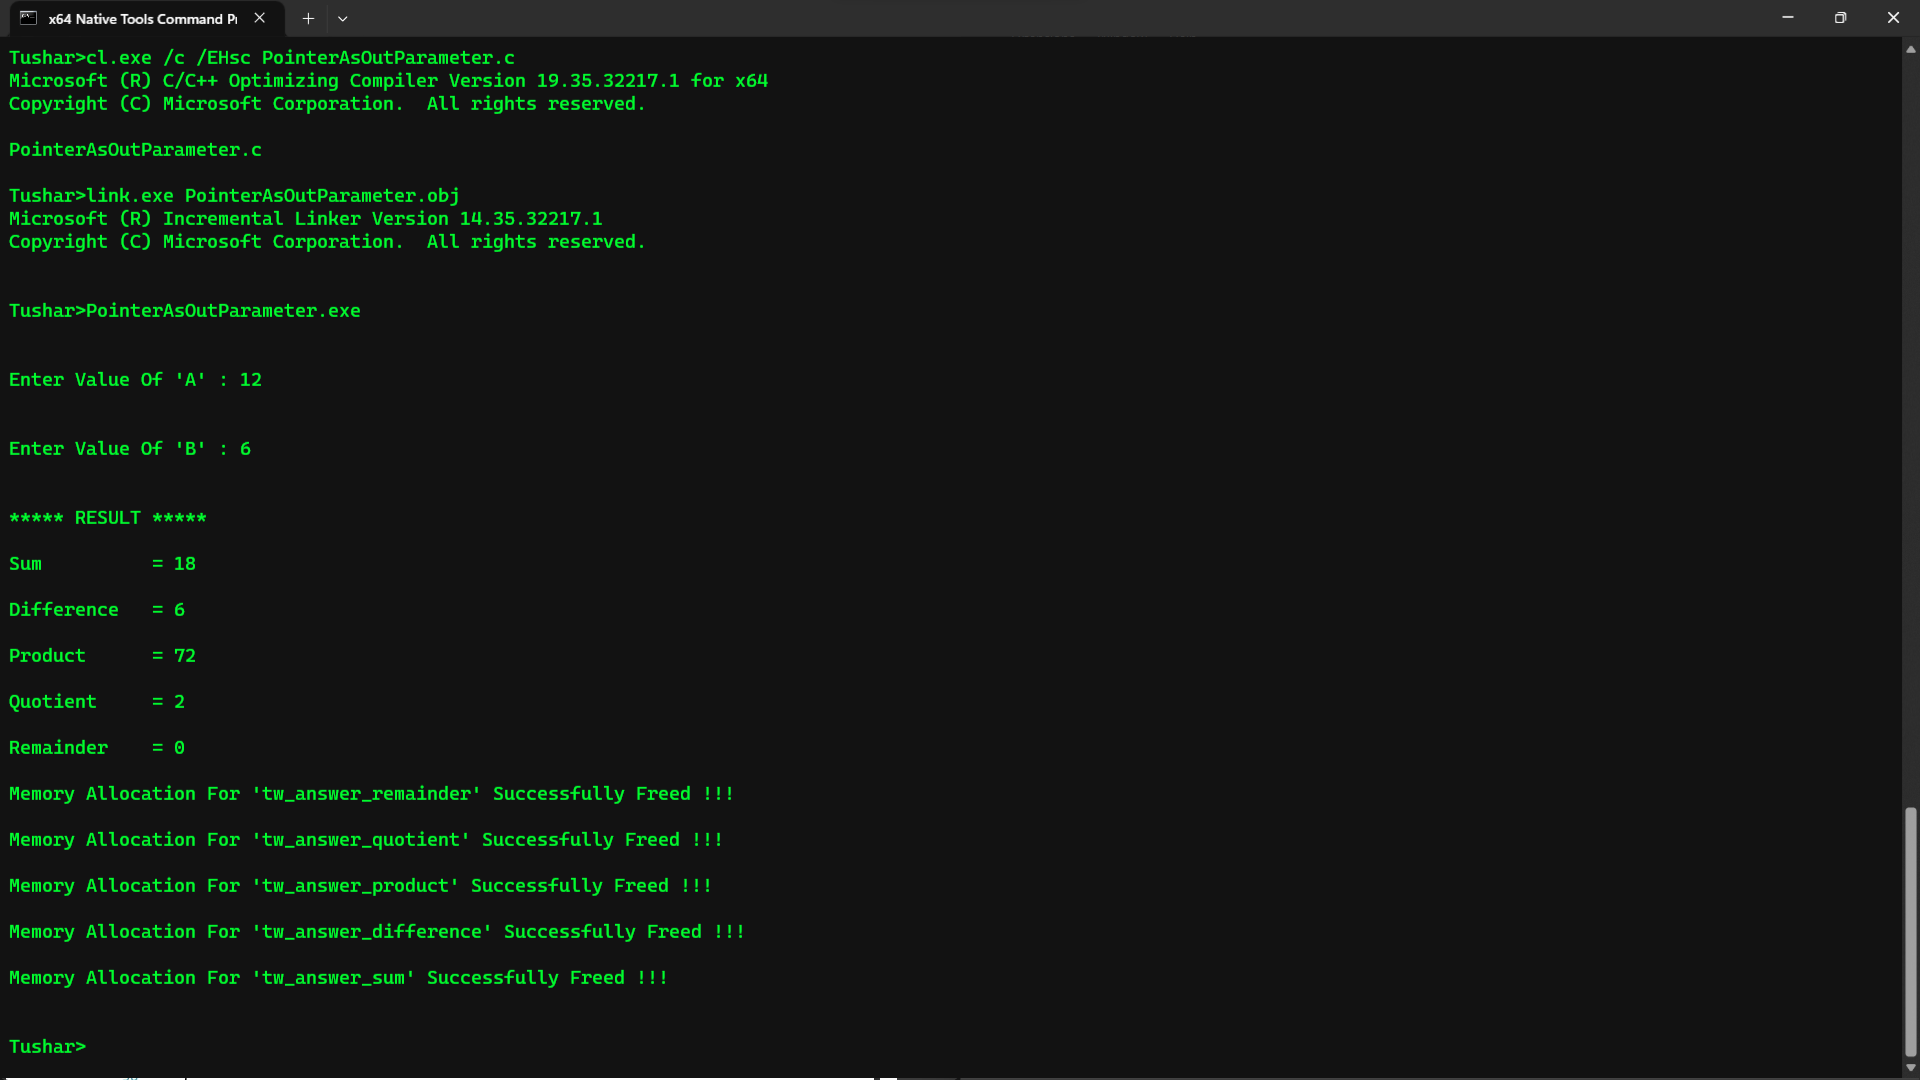 x64 Native Tools Command Pr
Tushar>cl.exe /c /EHsc PointerAsOutParameter.c
Microsoft (R) C/C++ Optimizing Compiler Version 19.35.32217.1 for x64
Copyright (C) Microsoft Corporation.  All rights reserved.
PointerAsOutParameter.c
Tushar>link.exe PointerAsOutParameter.obj
Microsoft (R) Incremental Linker Version 14.35.32217.1
Copyright (C) Microsoft Corporation.  All rights reserved.
Tushar>PointerAsOutParameter.exe
Enter Value Of 'A' : 12
Enter Value Of 'B' : 6
***** RESULT *****
Sum          = 18
Difference   = 6
Product      = 72
Quotient     = 2
Remainder    = 0
Memory Allocation For 'tw_answer_remainder' Successfully Freed !!!
Memory Allocation For 'tw_answer_quotient' Successfully Freed !!!
Memory Allocation For 'tw_answer_product' Successfully Freed !!!
Memory Allocation For 'tw_answer_difference' Successfully Freed !!!
Memory Allocation For 'tw_answer_sum' Successfully Freed !!!
Tushar>